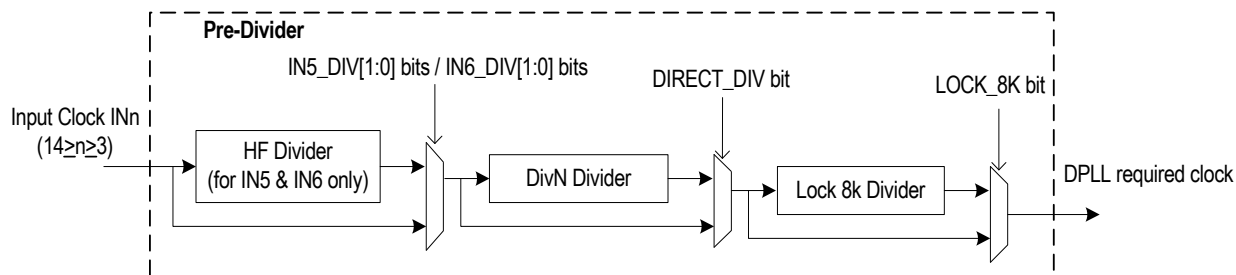 Pre-Divider
IN5_DIV[1:0] bits / IN6_DIV[1:0] bits
DIRECT_DIV bit
LOCK_8K bit
Input Clock INn
(14≥n≥3)
HF Divider
(for IN5 & IN6 only)
DivN Divider
Lock 8k Divider
DPLL required clock